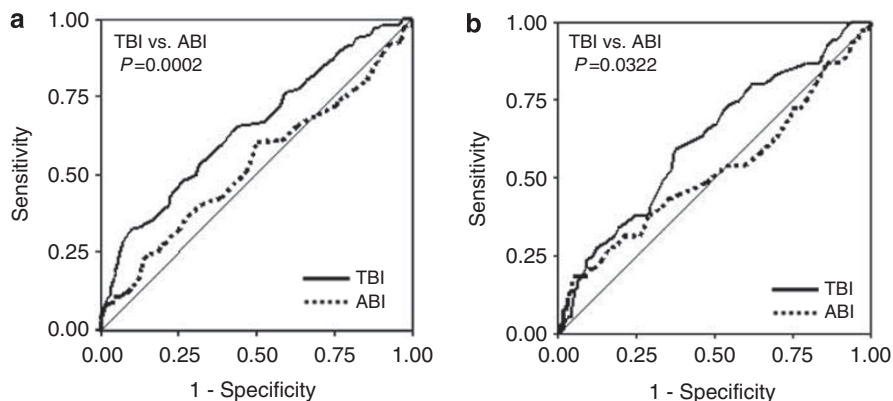 a
TBI vs. ABI
P=0.0002
Sensitivity
1.00
0.75
0.50
0.25
0.00
TBI
ABI
0.00 0.25 0.50 0.75 1.00
1 - Specificity
b
TBI vs. ABI
P=0.0322
Sensitivity
1.00
0.75
0.50
0.25
0.00
TBI
ABI
0.00 0.25 0.50 0.75 1.00
1 - Specificity